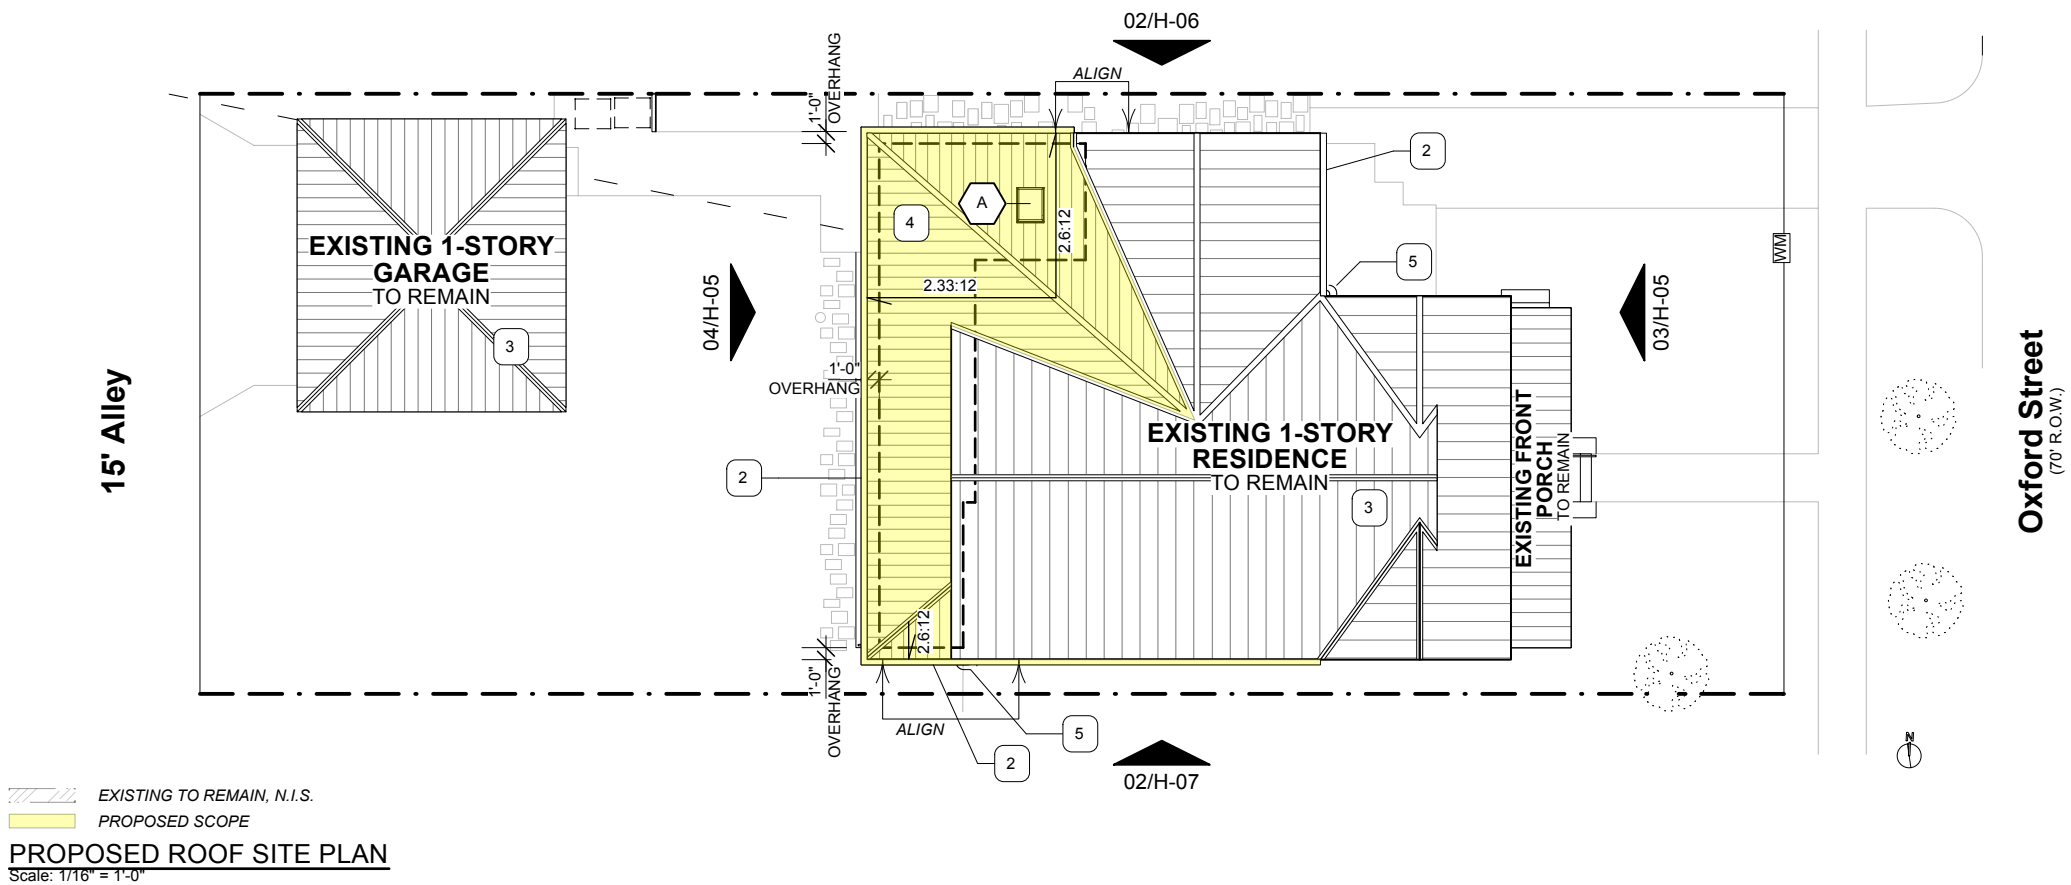 02/H-06
ALIGN
1'-0"
OVERHANG
2
A
4
2.6:12
EXISTING 1-STORY
GARAGE
TO REMAIN
3
WM
5
2.33:12
04/H-05
03/H-05
1'-0"
OVERHANG
15' Alley
Oxford Street
(70' R.O.W.)
EXISTING 1-STORY
RESIDENCE
TO REMAIN
EXISTING FRONT
PORCH
TO REMAIN
2
3
2.6:12
1'-0"
OVERHANG
ALIGN
5
2
02/H-07
N
EXISTING TO REMAIN, N.I.S.
PROPOSED SCOPE
PROPOSED ROOF SITE PLAN
Scale: 1/16" = 1'-0"